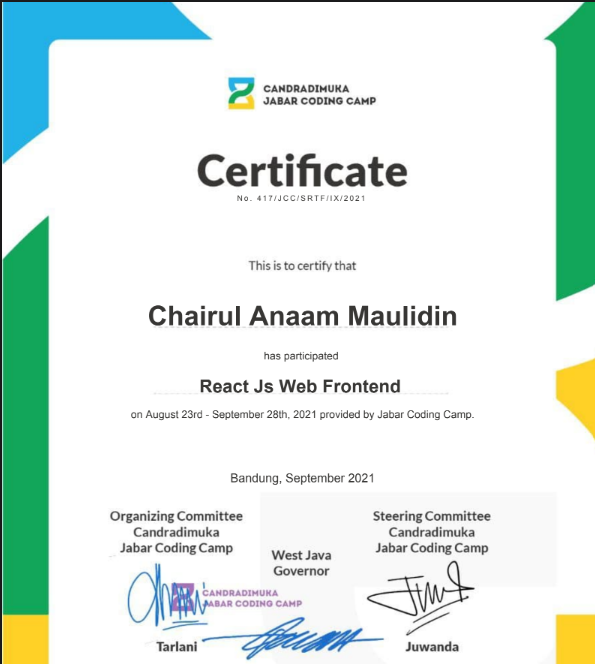 CANDRADIMUKA
JABAR CODING CAMP
Certificate
No. 417/JCC/SRTF/IX/2021
This is to certify that
Chairul Anaam Maulidin
has participated
React Js Web Frontend
on August 23rd - September 28th, 2021 provided by Jabar Coding Camp.
Bandung, September 2021
Organizing Committee
Candradimuka
Jabar Coding Camp
Steering Committee
Candradimuka
Jabar Coding Camp
West Java
Governor
CANDRADIMUKA
JABAR CODING CAMP
Tarlani
Juwanda